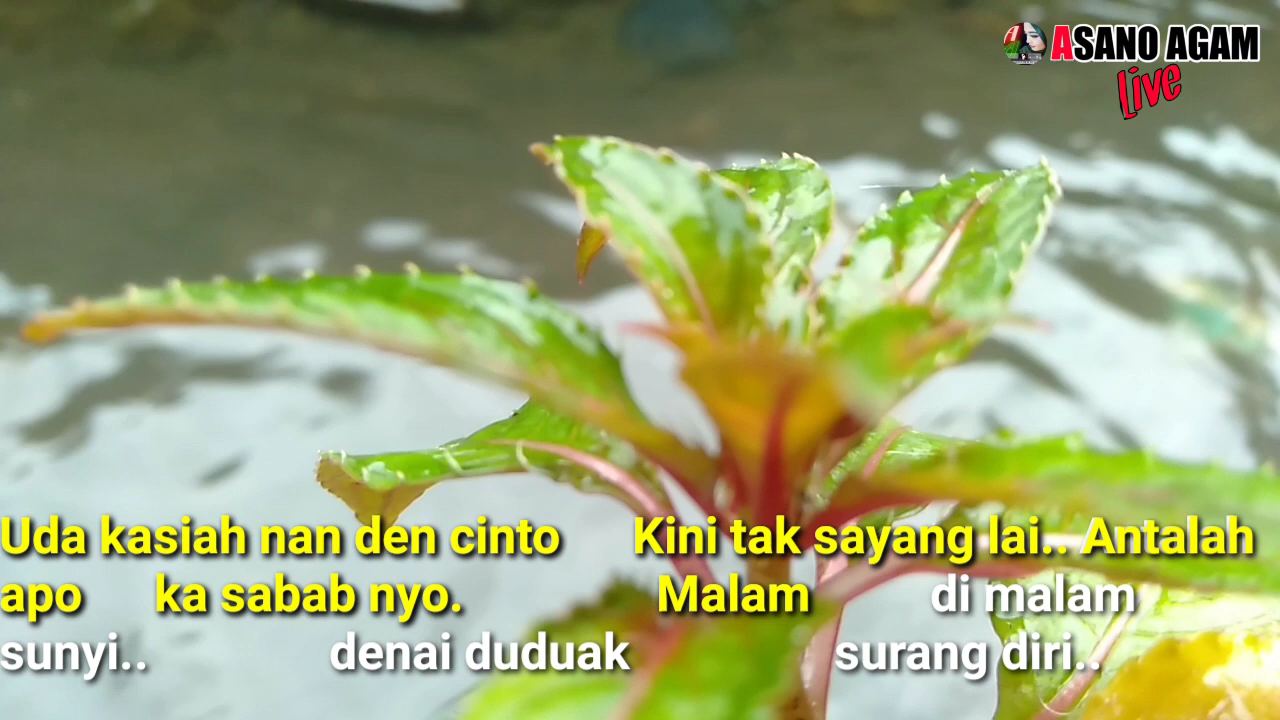 ASANO AGAM
Live
Uda kasiah nan den cinto Kini tak sayang lai.. Antalah
apo ka sabab nyo. Malam di malam
sunyi.. denai duduak surang diri..